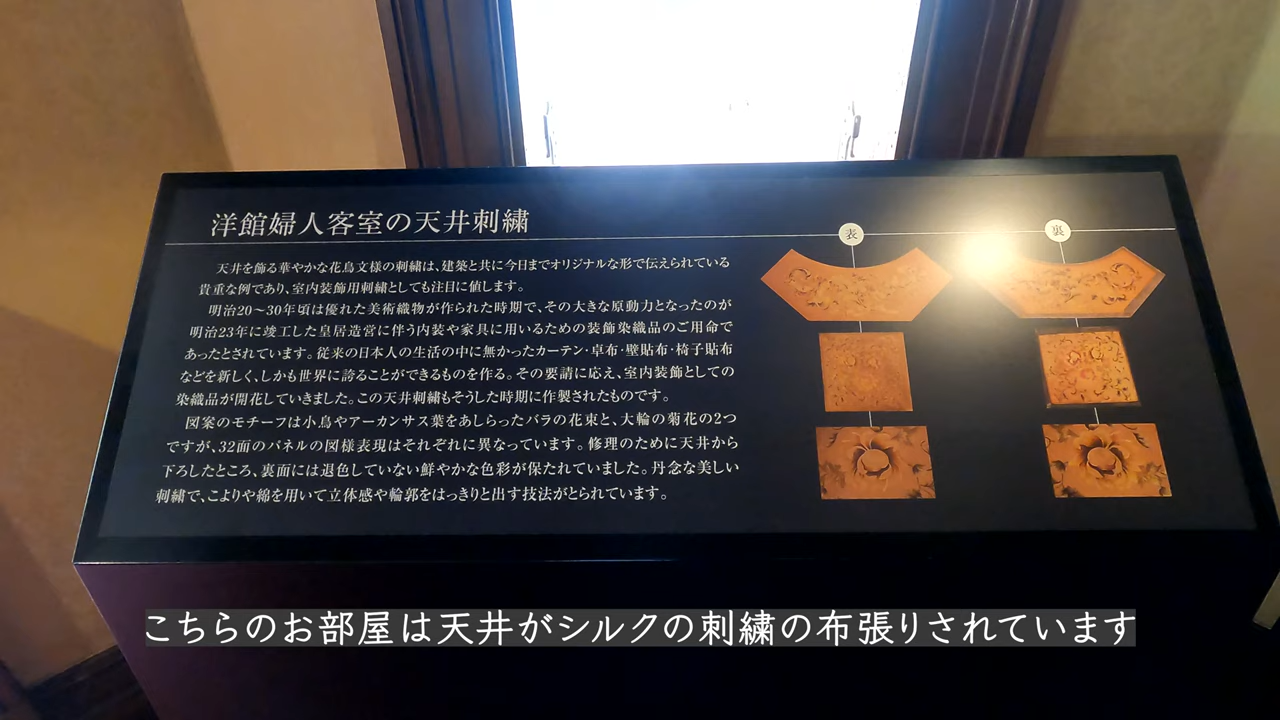 洋館婦人客室の天井刺繍
天井を飾る華やかな花鳥文様の刺繍は、建築と共に今日までオリジナルな形で伝えられている
貴重な例であり、室内装飾用刺繍としても注目に値します。
明治20〜30年頃は優れた美術織物が作られた時期で、その大きな原動力となったのが
明治23年に竣工した皇居造営に伴う内装や家具に用いるための装飾染織品のご用命で
あったとされています。従来の日本人の生活の中に無かったカーテン・卓布・壁貼布・椅子貼布
などを新しく、しかも世界に誇ることができるものを作る。その要請に応え、室内装飾としての
染織品が開花していきました。この天井刺繍もそうした時期に作製されたものです。
図案のモチーフは小鳥やアーカンサス葉をあしらったバラの花束と、大輪の菊花の2つ
ですが、32面のパネルの図様表現はそれぞれに異なっています。修理のために天井から
下ろしたところ、裏面には退色していない鮮やかな色彩が保たれていました。丹念な美しい
刺繍で、こよりや綿を用いて立体感や輪郭をはっきりと出す技法がとられています。
表
裏
こちらのお部屋は天井がシルクの刺繍の布張りされています